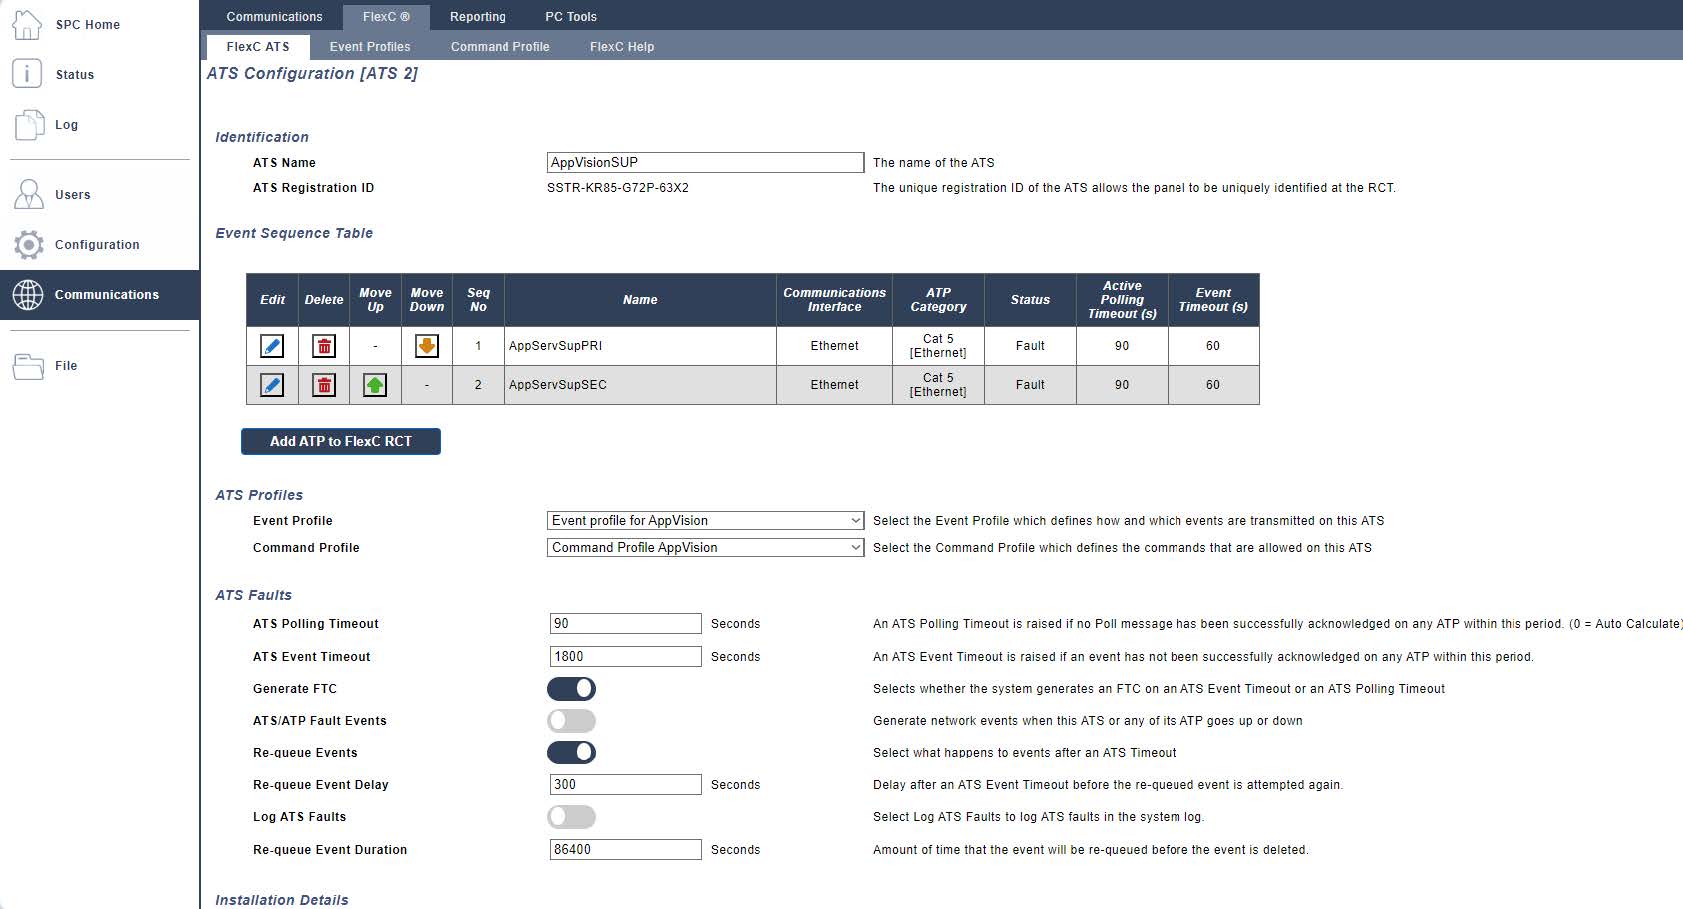 SPC Home
Status
Log
Users
Configuration
Communications
File
Communications FlexC ® Reporting PC Tools
FlexC ATS Event Profiles Command Profile FlexC Help
ATS Configuration [ATS 2]
Identification
ATS Name AppVisionSUP The name of the ATS
ATS Registration ID SSTR-KR85-G72P-63X2 The unique registration ID of the ATS allows the panel to be uniquely identified at the RCT.
Event Sequence Table
Edit Delete Move Up Move Down Seq No Name Communications Interface ATP Category Status Active Polling Timeout (s) Event Timeout (s)
- 1 AppServSupPRI Ethernet Cat 5 [Ethernet] Fault 90 60
- 2 AppServSupSEC Ethernet Cat 5 [Ethernet] Fault 90 60
Add ATP to FlexC RCT
ATS Profiles
Event Profile Event profile for AppVision Select the Event Profile which defines how and which events are transmitted on this ATS
Command Profile Command Profile AppVision Select the Command Profile which defines the commands that are allowed on this ATS
ATS Faults
ATS Polling Timeout 90 Seconds An ATS Polling Timeout is raised if no Poll message has been successfully acknowledged on any ATP within this period. (0 = Auto Calculate)
ATS Event Timeout 1800 Seconds An ATS Event Timeout is raised if an event has not been successfully acknowledged on any ATP within this period.
Generate FTC Selects whether the system generates an FTC on an ATS Event Timeout or an ATS Polling Timeout
ATS/ATP Fault Events Generate network events when this ATS or any of its ATP goes up or down
Re-queue Events Select what happens to events after an ATS Timeout
Re-queue Event Delay 300 Seconds Delay after an ATS Event Timeout before the re-queued event is attempted again.
Log ATS Faults Select Log ATS Faults to log ATS faults in the system log.
Re-queue Event Duration 86400 Seconds Amount of time that the event will be re-queued before the event is deleted.
Installation Details